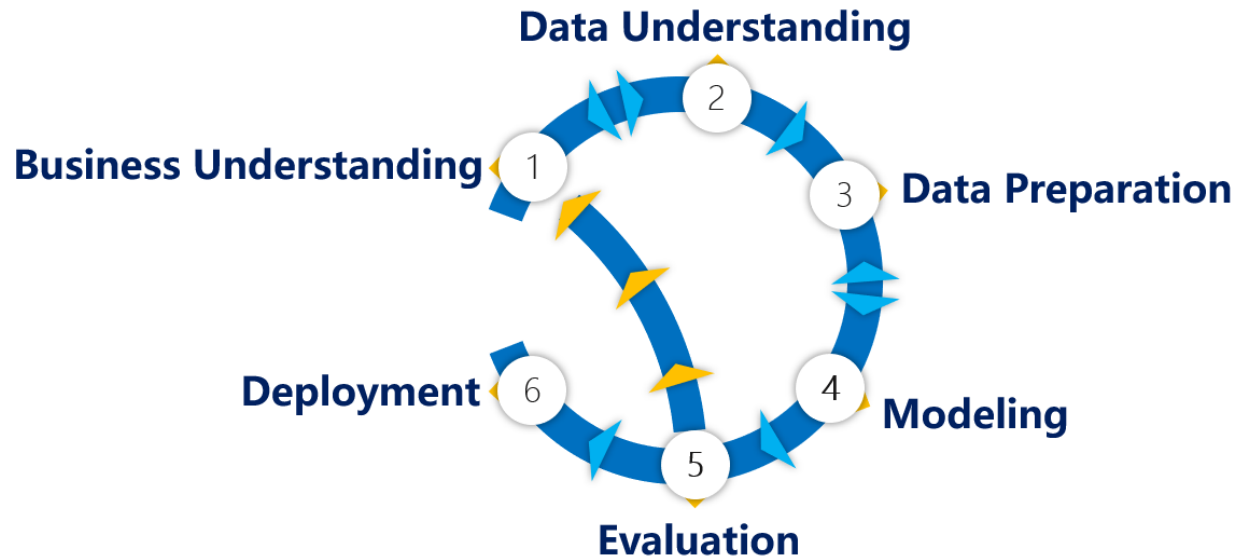 Data Understanding
2
Business Understanding
1
3
Data Preparation
Deployment
6
4
Modeling
5
Evaluation